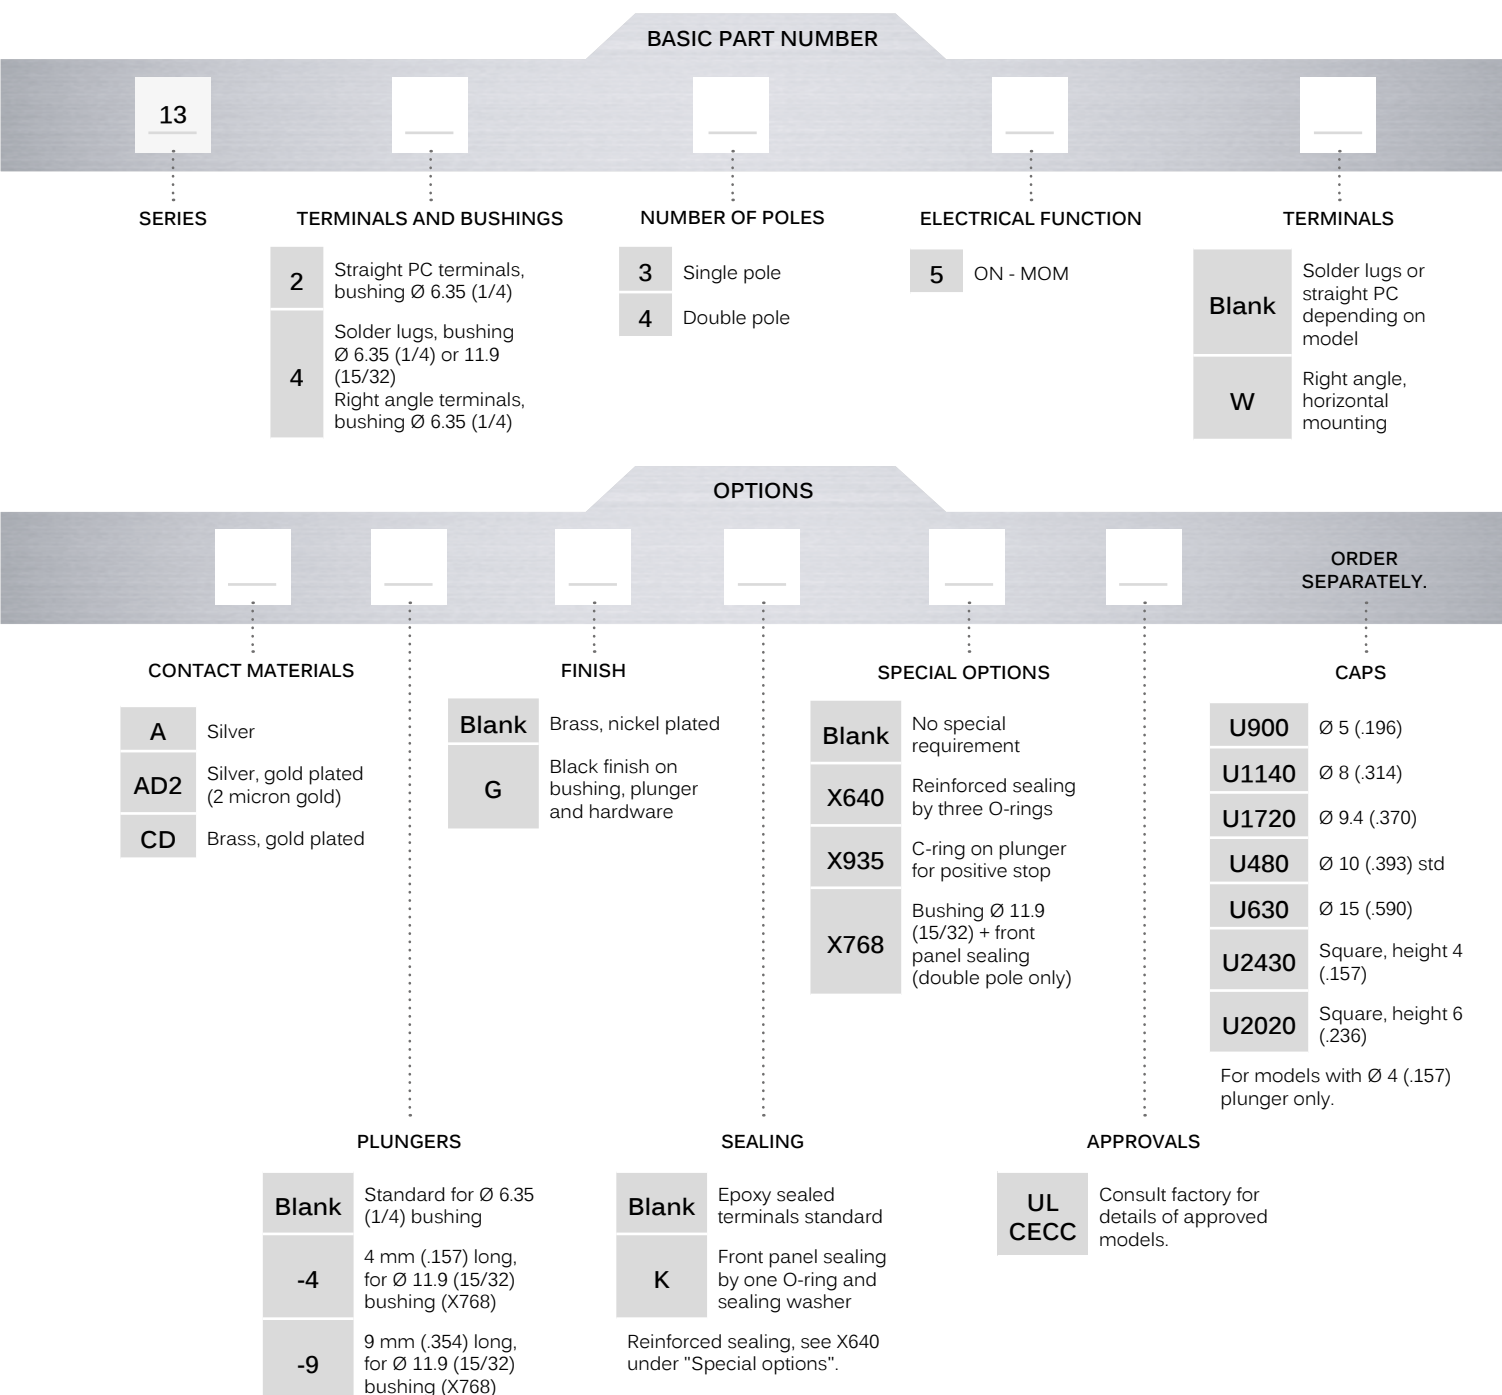 BASIC PART NUMBER
13
SERIES
TERMINALS AND BUSHINGS
2
Straight PC terminals,
bushing Ø 6.35 (1/4)
4
Solder lugs, bushing
Ø 6.35 (1/4) or 11.9
(15/32)
Right angle terminals,
bushing Ø 6.35 (1/4)
NUMBER OF POLES
3
Single pole
4
Double pole
ELECTRICAL FUNCTION
5
ON - MOM
TERMINALS
Blank
Solder lugs or
straight PC
depending on
model
W
Right angle,
horizontal
mounting
OPTIONS
ORDER
SEPARATELY.
CONTACT MATERIALS
A
Silver
AD2
Silver, gold plated
(2 micron gold)
CD
Brass, gold plated
FINISH
Blank
Brass, nickel plated
G
Black finish on
bushing, plunger
and hardware
SPECIAL OPTIONS
Blank
No special
requirement
X640
Reinforced sealing
by three O-rings
X935
C-ring on plunger
for positive stop
X768
Bushing Ø 11.9
(15/32) + front
panel sealing
(double pole only)
CAPS
U900
Ø 5 (.196)
U1140
Ø 8 (.314)
U1720
Ø 9.4 (.370)
U480
Ø 10 (.393) std
U630
Ø 15 (.590)
U2430
Square, height 4
(.157)
U2020
Square, height 6
(.236)
For models with Ø 4 (.157)
plunger only.
PLUNGERS
Blank
Standard for Ø 6.35
(1/4) bushing
-4
4 mm (.157) long,
for Ø 11.9 (15/32)
bushing (X768)
-9
9 mm (.354) long,
for Ø 11.9 (15/32)
bushing (X768)
SEALING
Blank
Epoxy sealed
terminals standard
K
Front panel sealing
by one O-ring and
sealing washer
Reinforced sealing, see X640
under "Special options".
APPROVALS
UL
CECC
Consult factory for
details of approved
models.